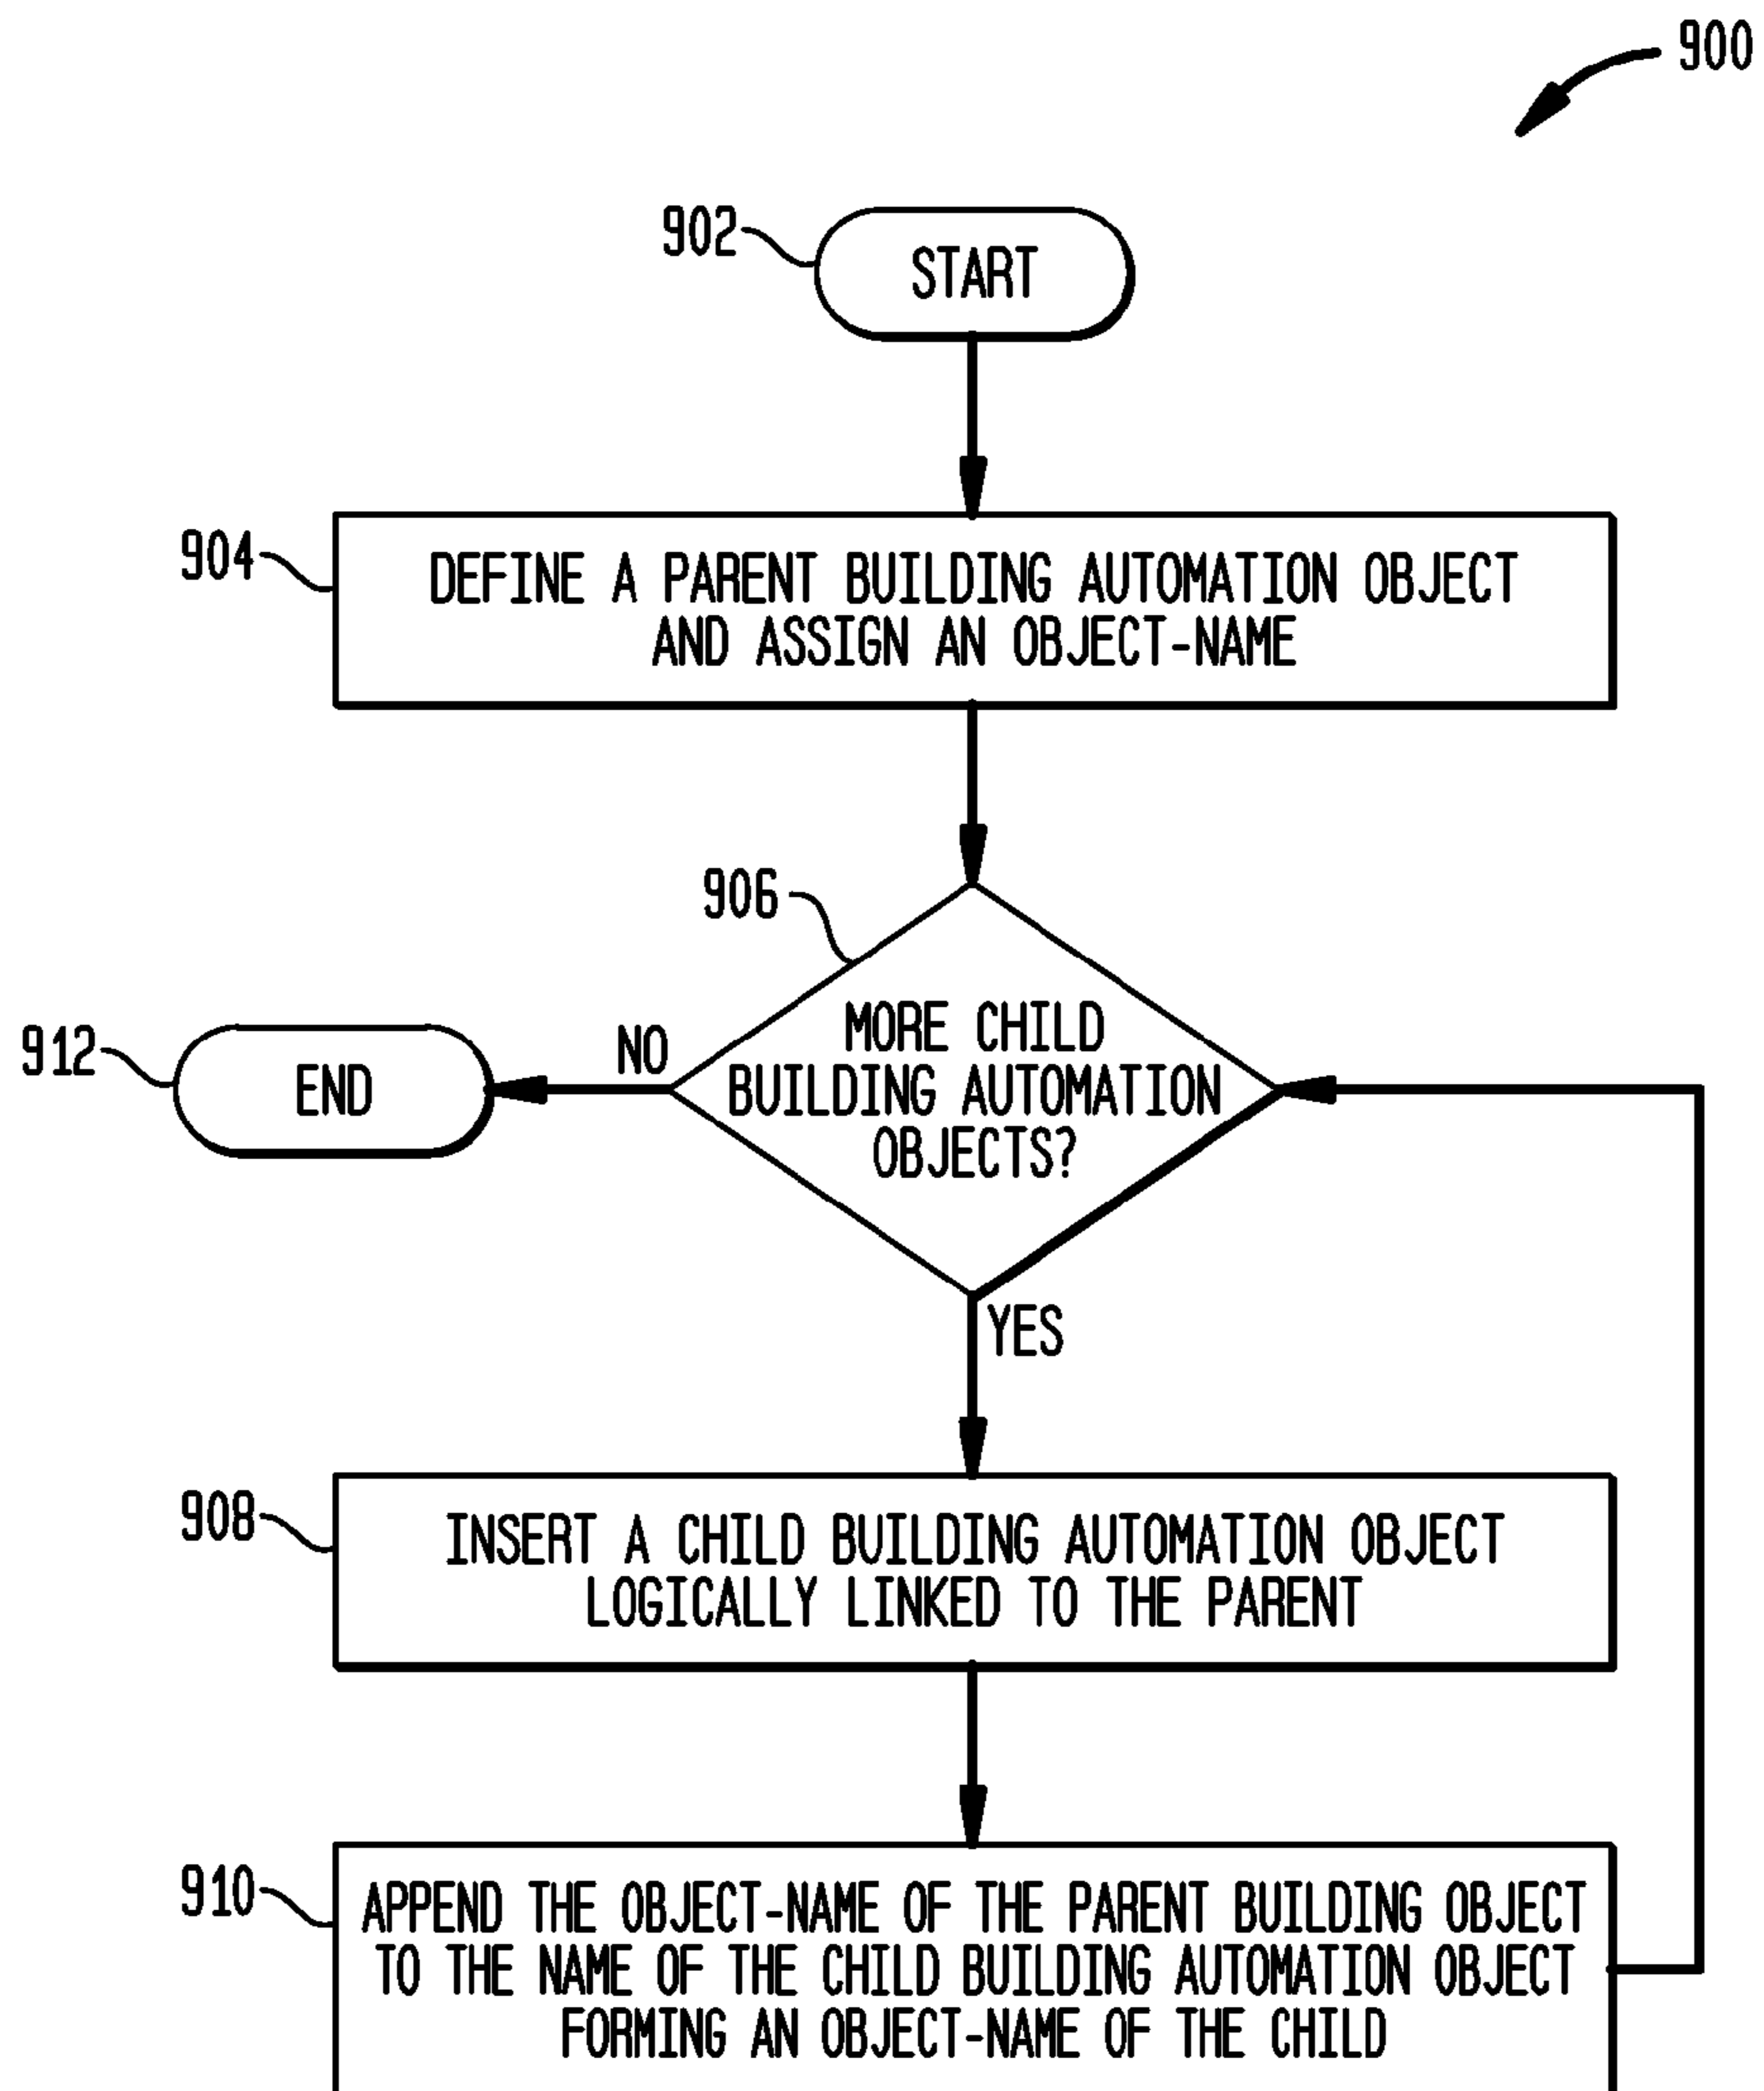 900
902
START
904
DEFINE A PARENT BUILDING AUTOMATION OBJECT
AND ASSIGN AN OBJECT-NAME
906
MORE CHILD
BUILDING AUTOMATION
OBJECTS?
NO
912
END
YES
908
INSERT A CHILD BUILDING AUTOMATION OBJECT
LOGICALLY LINKED TO THE PARENT
910
APPEND THE OBJECT-NAME OF THE PARENT BUILDING OBJECT
TO THE NAME OF THE CHILD BUILDING AUTOMATION OBJECT
FORMING AN OBJECT-NAME OF THE CHILD